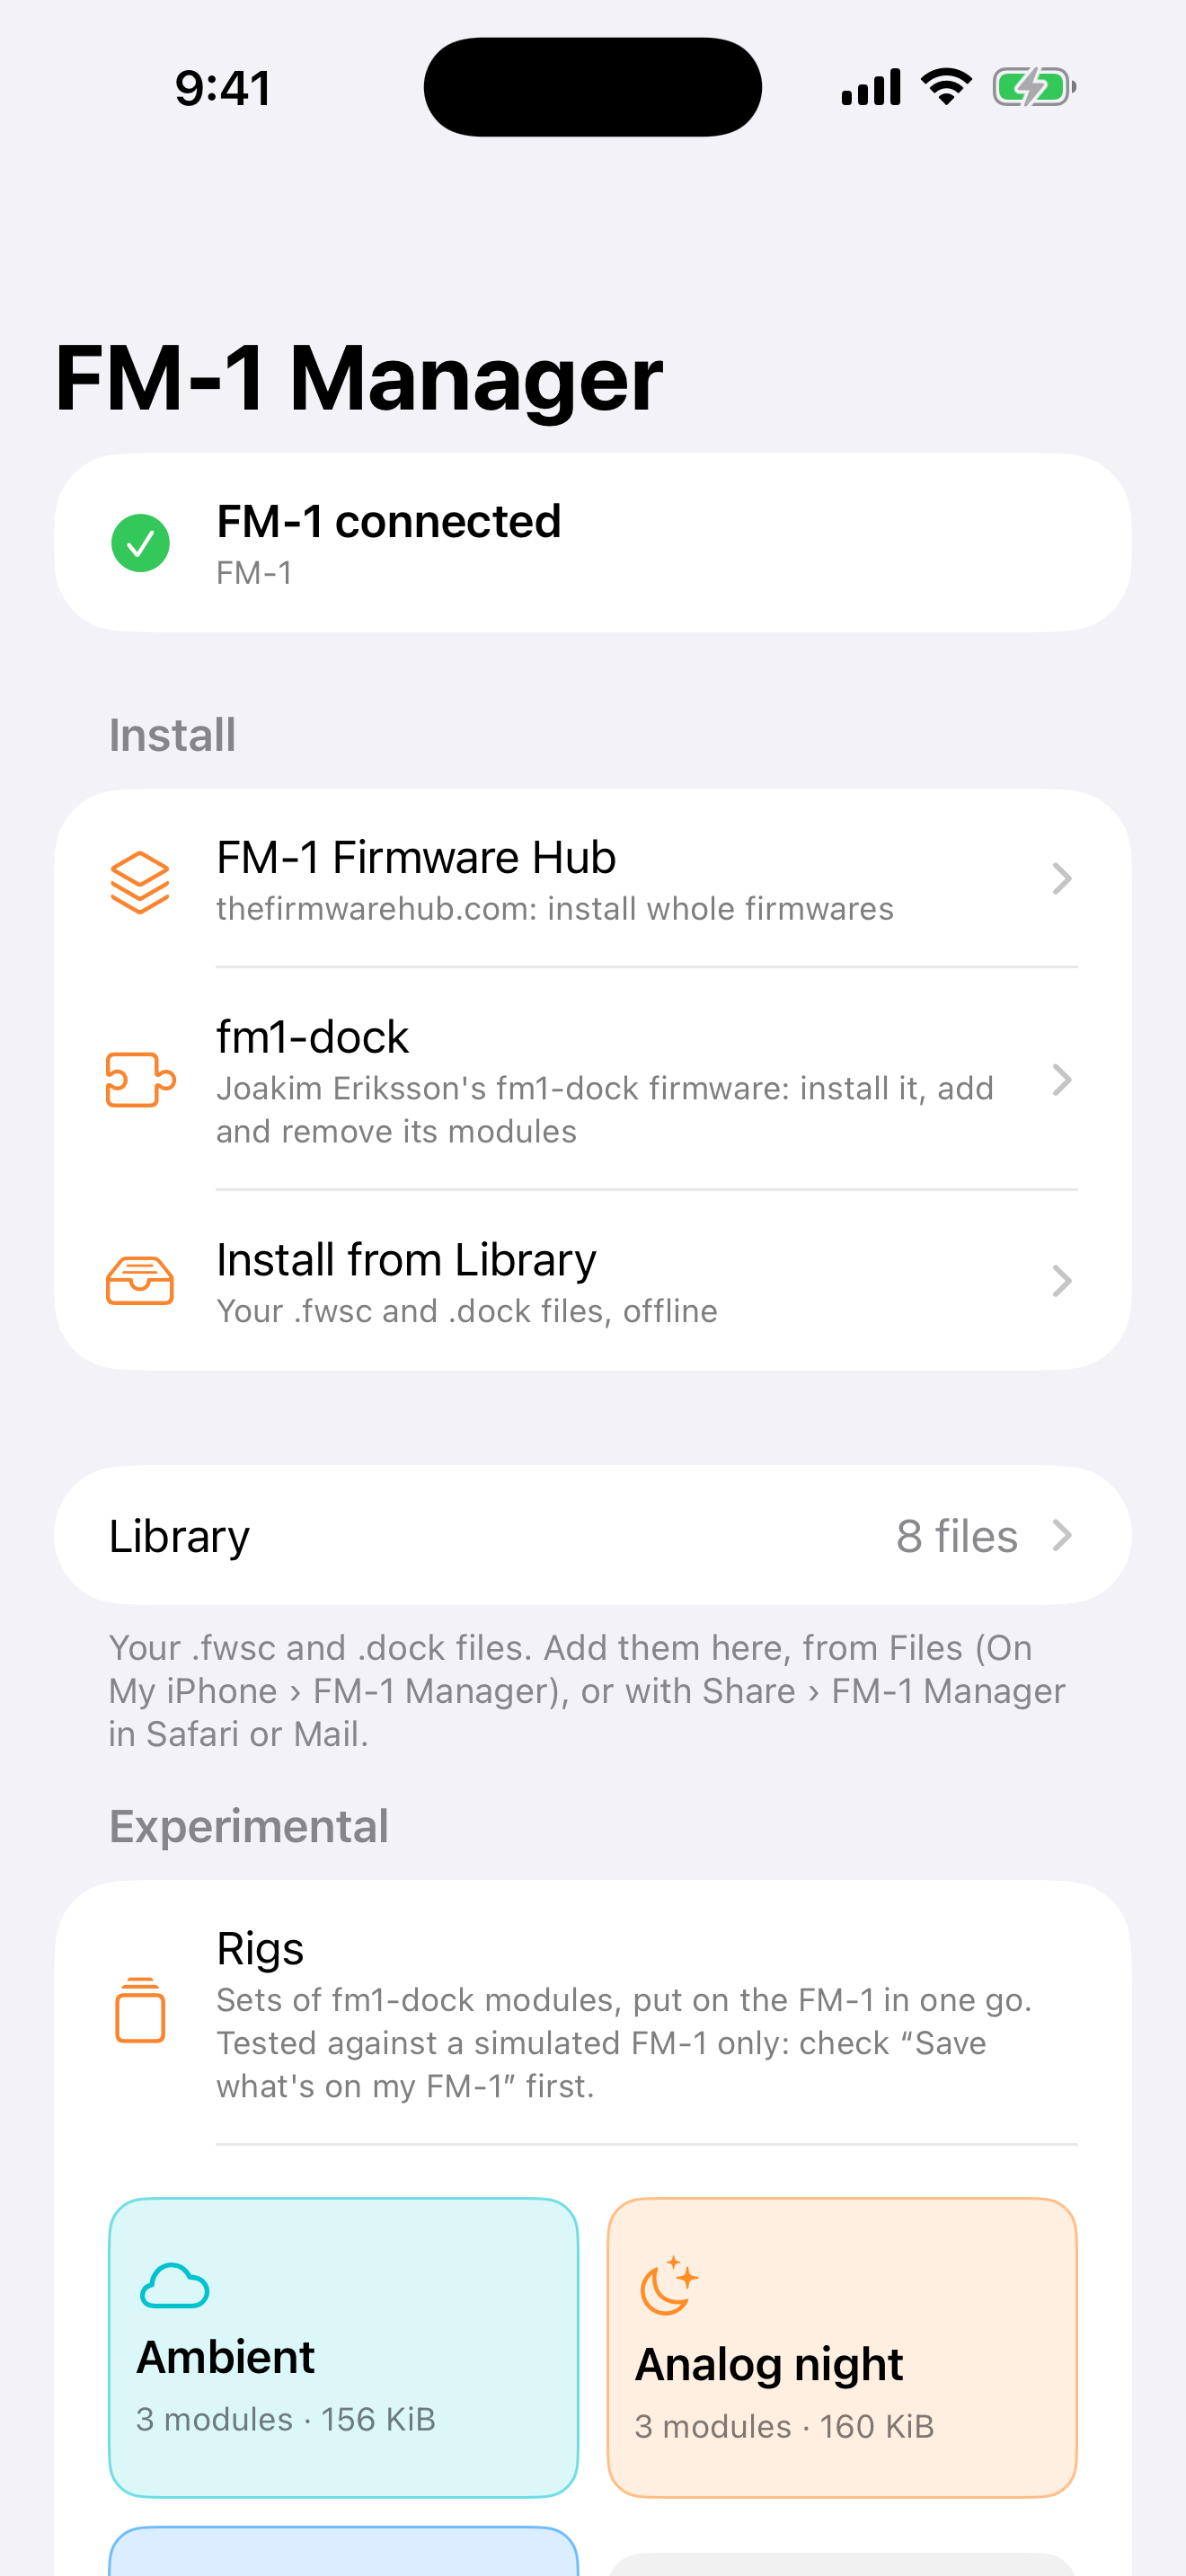 9:41
FM-1 Manager
FM-1 connected
FM-1
Install
FM-1 Firmware Hub
thefirmwarehub.com: install whole firmwares
fm1-dock
Joakim Eriksson's fm1-dock firmware: install it, add
and remove its modules
Install from Library
Your .fwsc and .dock files, offline
Library
8 files
Your .fwsc and .dock files. Add them here, from Files (On
My iPhone › FM-1 Manager), or with Share › FM-1 Manager
in Safari or Mail.
Experimental
Rigs
Sets of fm1-dock modules, put on the FM-1 in one go.
Tested against a simulated FM-1 only: check “Save
what's on my FM-1” first.
Ambient
3 modules · 156 KiB
Analog night
3 modules · 160 KiB